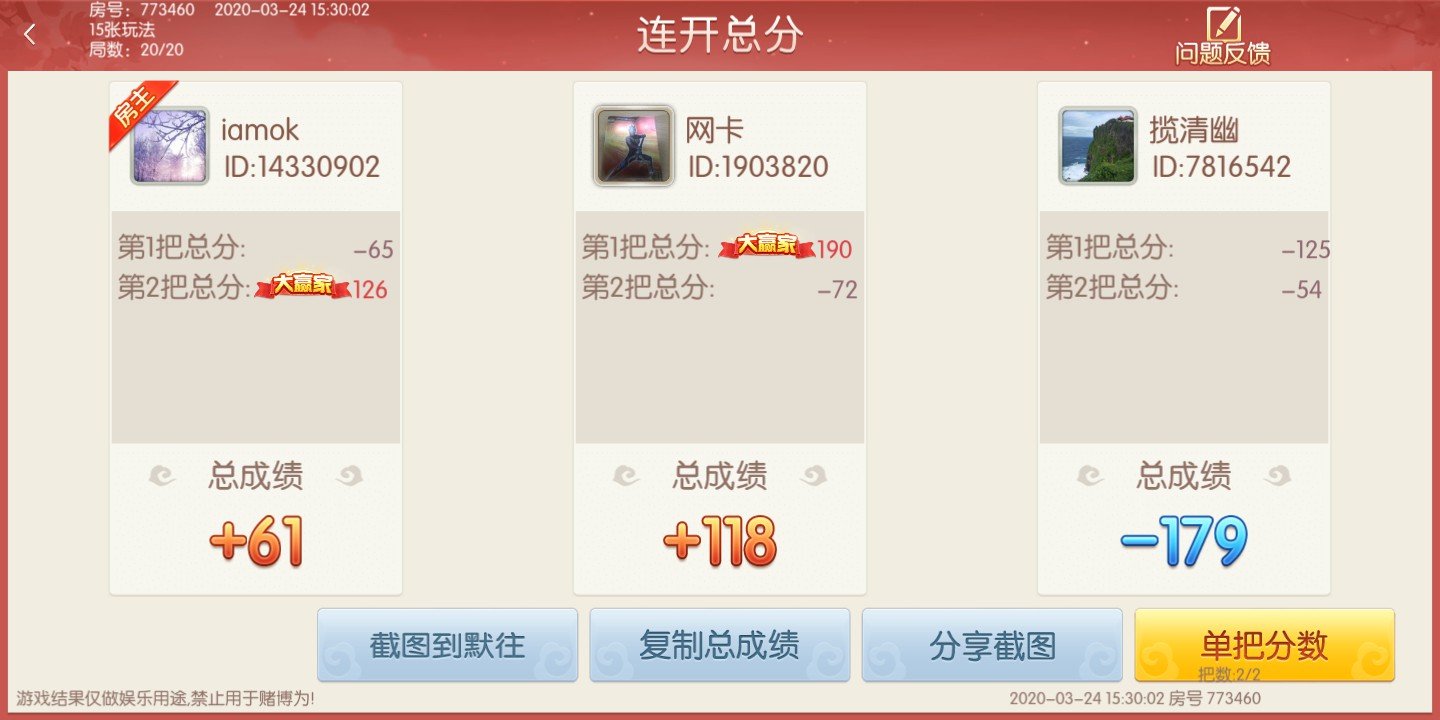 房号：773460 2020-03-24 15:30:02
15张玩法
局数：20/20
连开总分
问题反馈
房主
iamok
ID:14330902
第1把总分: -65
第2把总分: 大赢家 126
总成绩
+61
网卡
ID:1903820
第1把总分: 大赢家 190
第2把总分: -72
总成绩
+118
揽清幽
ID:7816542
第1把总分: -125
第2把总分: -54
总成绩
-179
截图到默往
复制总成绩
分享截图
单把分数
把数:2/2
游戏结果仅做娱乐用途,禁止用于赌博为!
2020-03-24 15:30:02 房号 773460